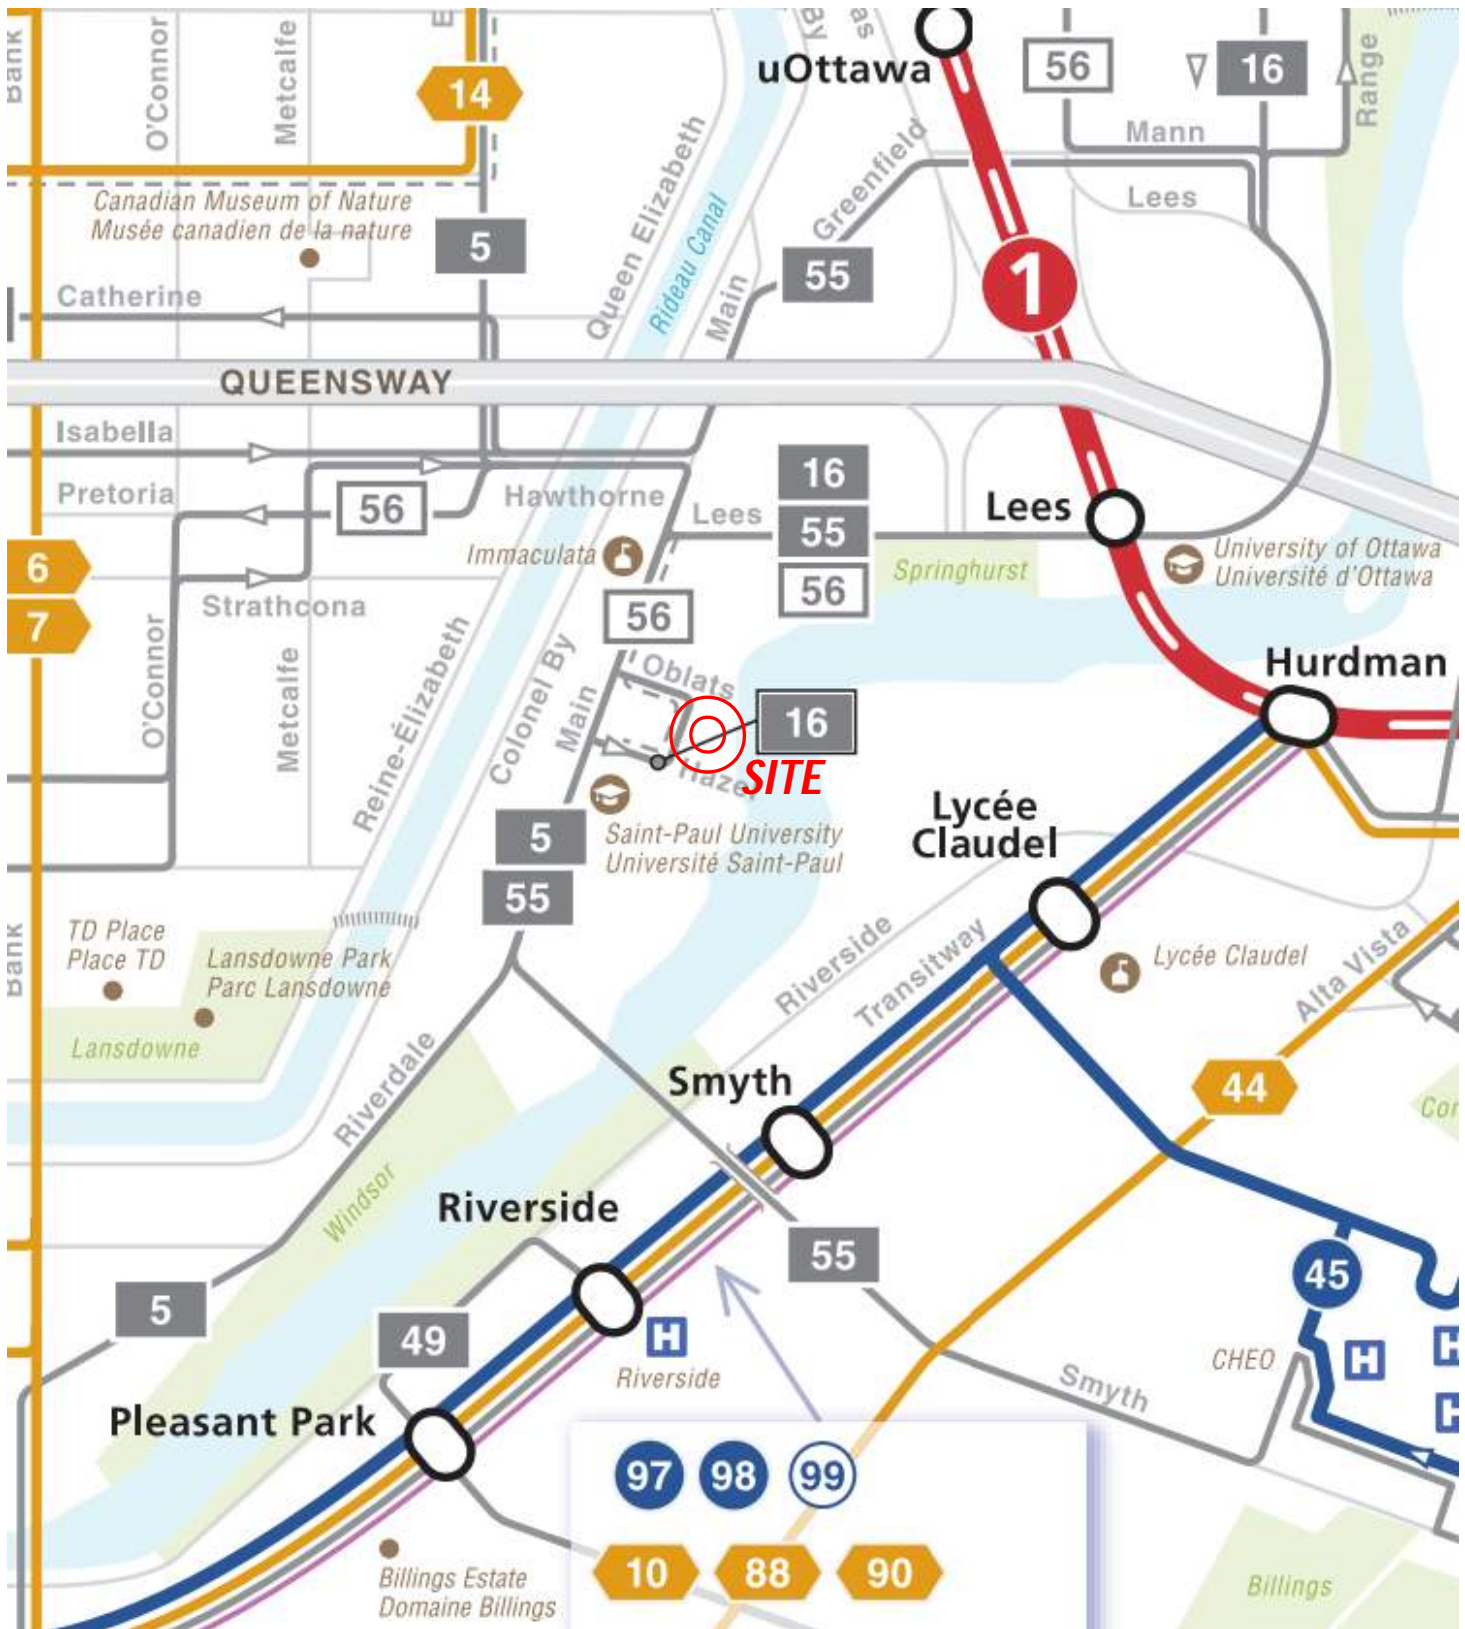 Bank
O'Connor
Metcalfe
E
14
By
uOttawa
56
16
Range
Mann
Lees
Greenfield
Canadian Museum of Nature
Musée canadien de la nature
5
Queen Elizabeth
Rideau Canal
Main
55
1
Catherine
QUEENSWAY
Isabella
Pretoria
56
Hawthorne
Lees
16
55
56
Lees
Immaculata
Springhurst
University of Ottawa
Université d'Ottawa
6
7
Strathcona
56
O'Connor
Metcalfe
Reine-Élizabeth
Colonel By
Main
Oblats
16
Hazel
SITE
Hurdman
Saint-Paul University
Université Saint-Paul
5
55
Lycée
Claudel
Bank
TD Place
Place TD
Lansdowne Park
Parc Lansdowne
Lansdowne
Riverside
Transitway
Lycée Claudel
Alta Vista
Riverdale
Smyth
44
Windsor
Riverside
55
45
5
49
H
Riverside
CHEO
H
H
H
Smyth
Pleasant Park
97 98 99
10 88 90
Billings Estate
Domaine Billings
Billings